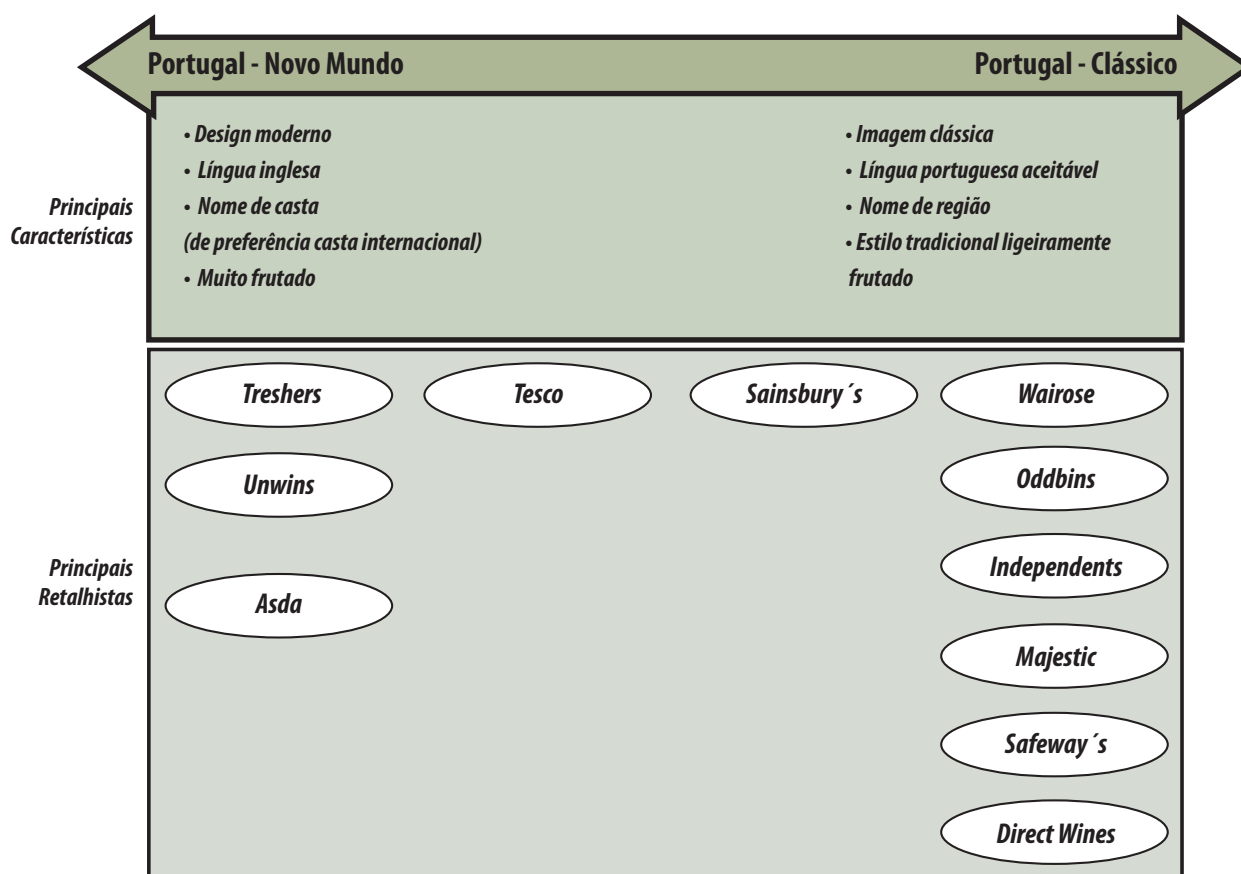 Portugal - Novo Mundo
Portugal - Clássico
Principais
Características
• Design moderno
• Língua inglesa
• Nome de casta
(de preferência casta internacional)
• Muito frutado
• Imagem clássica
• Língua portuguesa aceitável
• Nome de região
• Estilo tradicional ligeiramente
frutado
Principais
Retalhistas
Treshers
Tesco
Sainsbury´s
Wairose
Unwins
Oddbins
Independents
Asda
Majestic
Safeway´s
Direct Wines